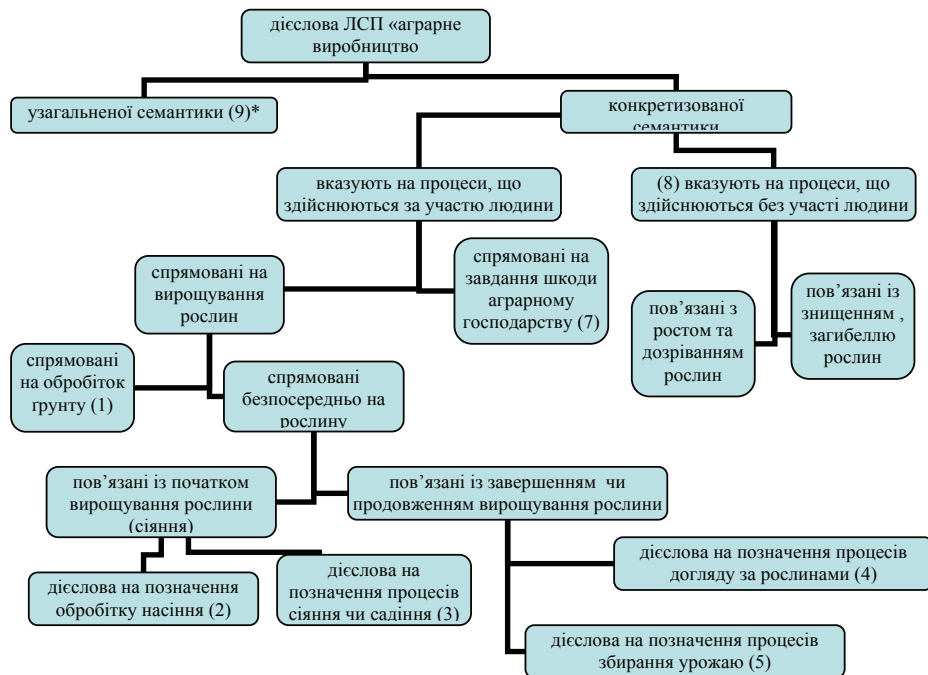 дієслова ЛСП «аграрне
виробництво
узагальненої семантики (9)*
конкретизованої
семантики
вказують на процеси, що
здійснюються за участю людини
(8) вказують на процеси, що
здійснюються без участі людини
спрямовані на
вирощування
рослин
спрямовані на
завдання шкоди
аграрному
господарству (7)
пов’язані з
ростом та
дозріванням
рослин
пов’язані із
знищенням ,
загибеллю
рослин
спрямовані
на обробіток
ґрунту (1)
спрямовані
безпосередньо на
рослину
пов’язані із початком
вирощування рослини
(сіяння)
пов’язані із завершенням чи
продовженням вирощування рослини
дієслова на позначення
обробітку насіння (2)
дієслова на
позначення процесів
сіяння чи садіння (3)
дієслова на позначення процесів
догляду за рослинами (4)
дієслова на позначення процесів
збирання урожаю (5)